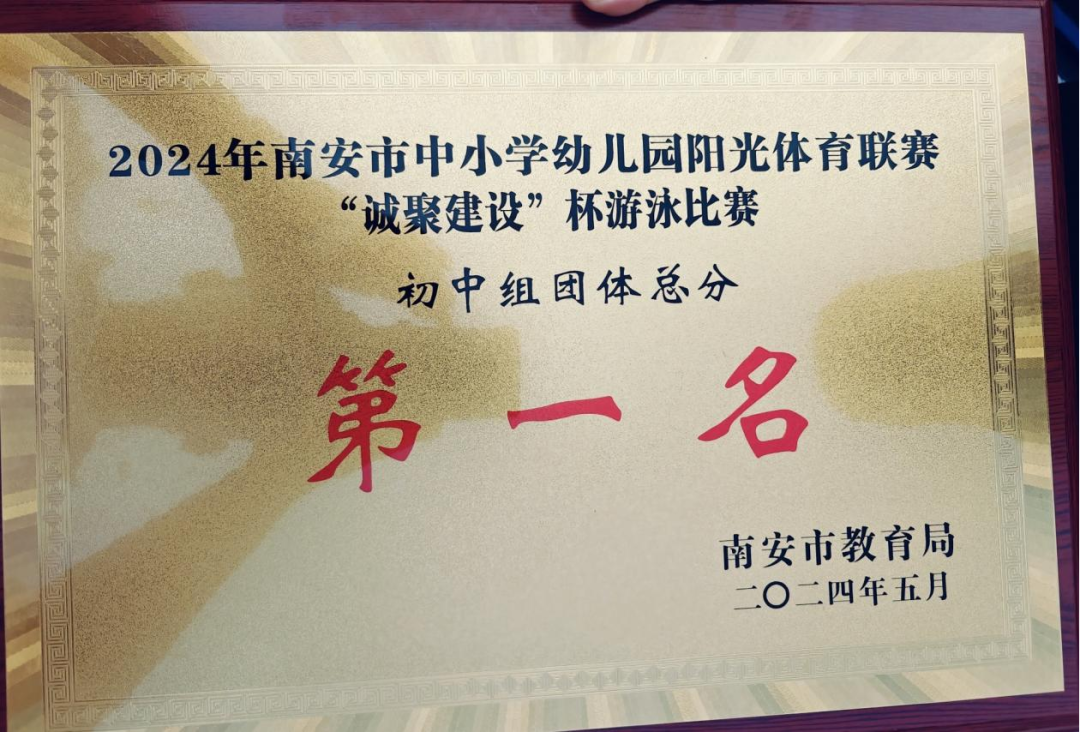 2024年南安市中小学幼儿园阳光体育联赛
“诚聚建设”杯游泳比赛
初中组团体总分
第一名
南安市教育局
二〇二四年五月